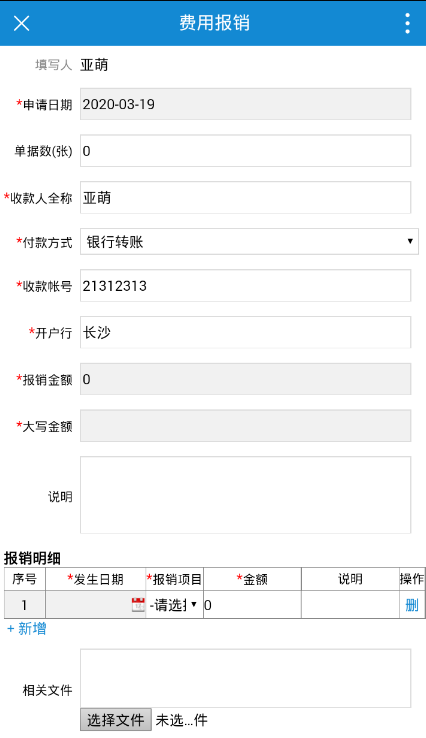 费用报销
填写人 亚萌
*申请日期 2020-03-19
单据数(张) 0
*收款人全称 亚萌
*付款方式 银行转账
*收款帐号 21312313
*开户行 长沙
*报销金额 0
*大写金额
说明
报销明细
序号 *发生日期 *报销项目 *金额 说明 操作
1 -请选 0 删
+ 新增
相关文件
选择文件 未选...件